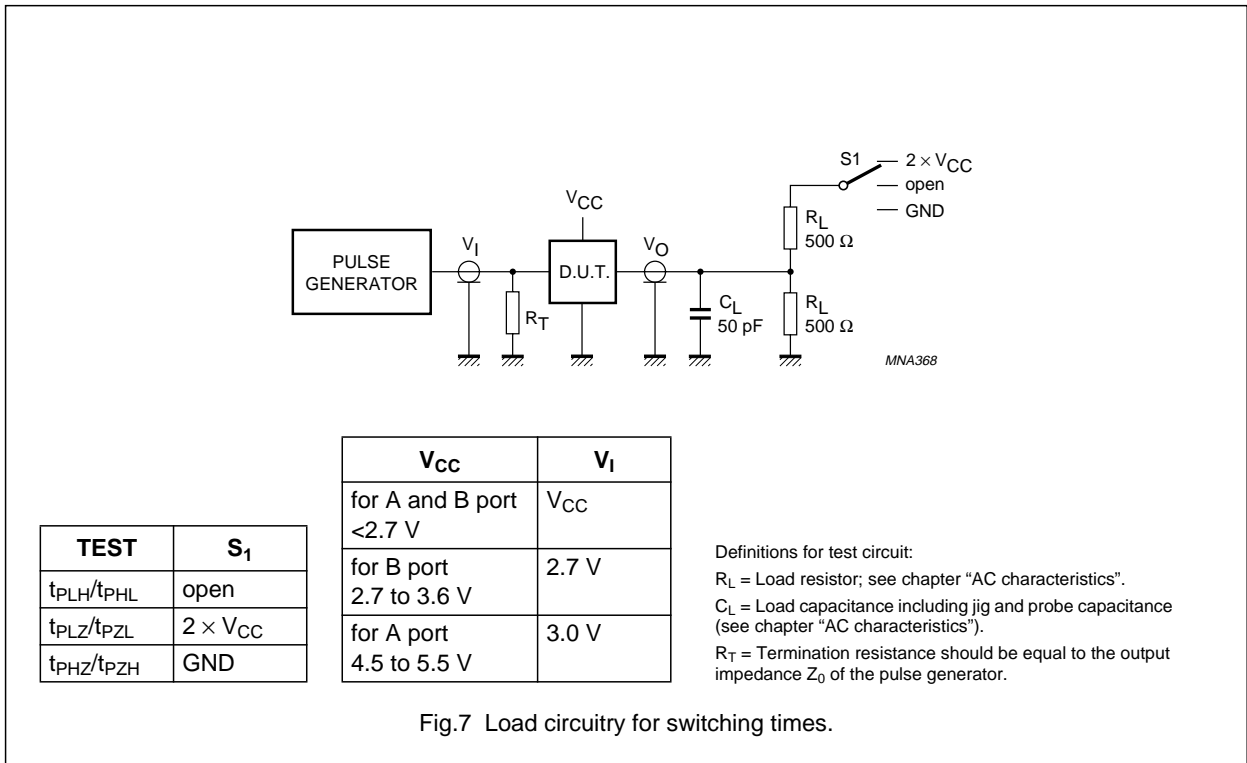 S1
2 × VCC
open
GND
VCC
RL
500 Ω
PULSE
GENERATOR
VI
D.U.T.
VO
RT
CL
50 pF
RL
500 Ω
MNA368
TEST S1
tPLH/tPHL open
tPLZ/tPZL 2 × VCC
tPHZ/tPZH GND
VCC VI
for A and B port VCC
<2.7 V
for B port 2.7 V
2.7 to 3.6 V
for A port 3.0 V
4.5 to 5.5 V
Definitions for test circuit:
RL = Load resistor; see chapter “AC characteristics”.
CL = Load capacitance including jig and probe capacitance
(see chapter “AC characteristics”).
RT = Termination resistance should be equal to the output
impedance Z0 of the pulse generator.
Fig.7 Load circuitry for switching times.